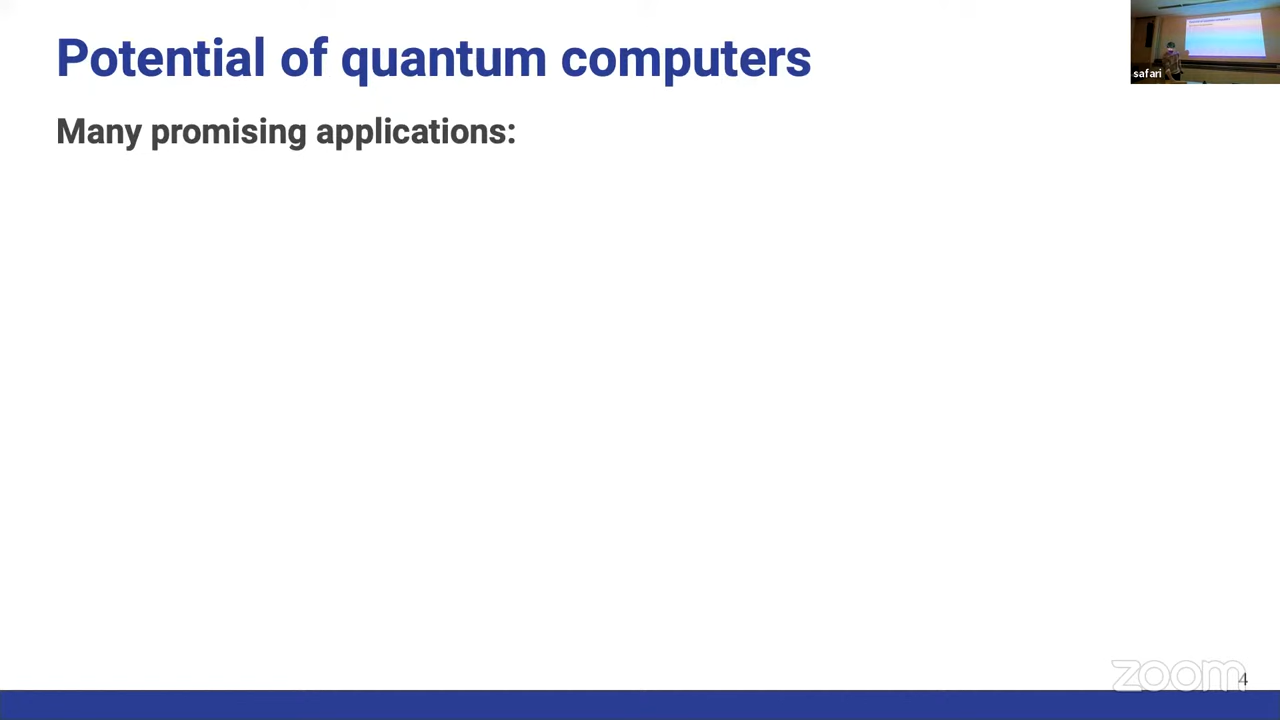 Potential of quantum computers
safari
Many promising applications:
zoom
4